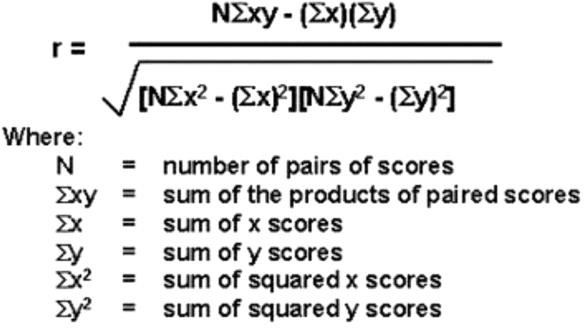 NΣxy - (Σx)(Σy)
r =
√[NΣx² - (Σx)²][NΣy² - (Σy)²]
Where:
N = number of pairs of scores
Σxy = sum of the products of paired scores
Σx = sum of x scores
Σy = sum of y scores
Σx² = sum of squared x scores
Σy² = sum of squared y scores